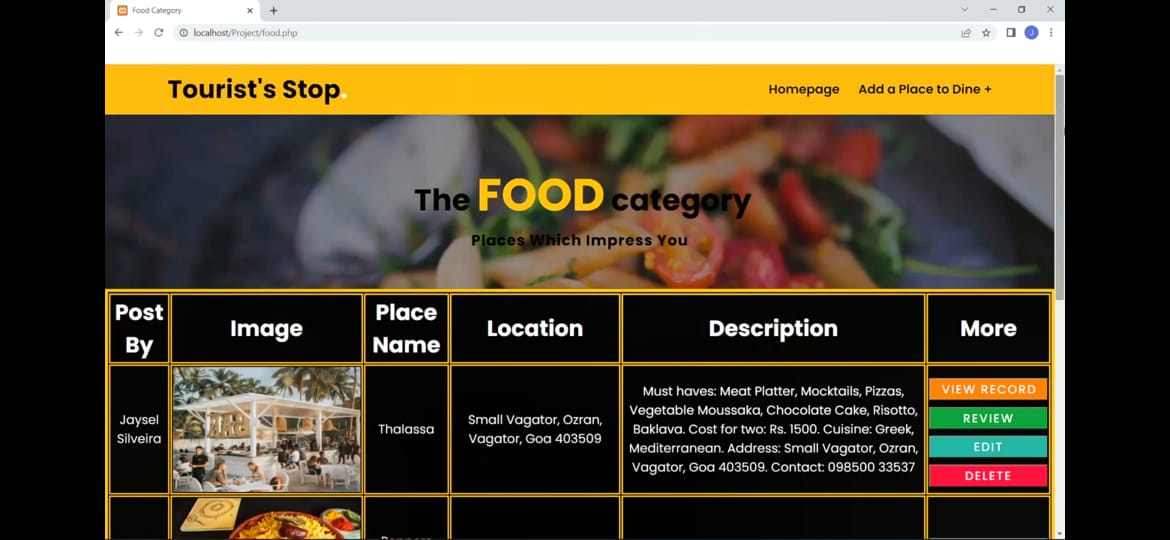 Food Category
localhost/Project/food.php
J
Tourist's Stop.
Homepage
Add a Place to Dine +
The FOOD category
Places Which Impress You
Post
By
Image
Place
Name
Location
Description
More
Jaysel
Silveira
BAR
Thalassa
Small Vagator, Ozran,
Vagator, Goa 403509
Must haves: Meat Platter, Mocktails, Pizzas,
Vegetable Moussaka, Chocolate Cake, Risotto,
Baklava. Cost for two: Rs. 1500. Cuisine: Greek,
Mediterranean. Address: Small Vagator, Ozran,
Vagator, Goa 403509. Contact: 098500 33537
VIEW RECORD
REVIEW
EDIT
DELETE